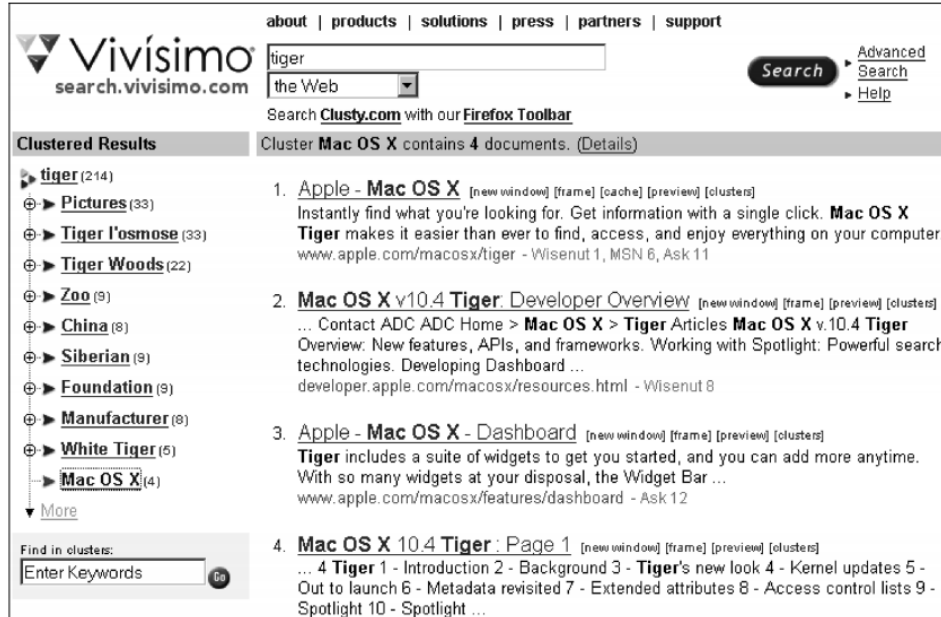 about | products | solutions | press | partners | support
Vivísimo
search.vivisimo.com
tiger
the Web
Search
Advanced Search
Help
Search Clusty.com with our Firefox Toolbar
Clustered Results
tiger (214)
Pictures (33)
Tiger l'osmose (33)
Tiger Woods (22)
Zoo (9)
China (8)
Siberian (9)
Foundation (9)
Manufacturer (8)
White Tiger (5)
Mac OS X (4)
More
Find in clusters:
Enter Keywords
Go
Cluster Mac OS X contains 4 documents. (Details)
1. Apple - Mac OS X [new window] [frame] [cache] [preview] [clusters]
Instantly find what you're looking for. Get information with a single click. Mac OS X
Tiger makes it easier than ever to find, access, and enjoy everything on your computer
www.apple.com/macosx/tiger - Wisenut 1, MSN 6, Ask 11
2. Mac OS X v10.4 Tiger: Developer Overview [new window] [frame] [preview] [clusters]
... Contact ADC ADC Home > Mac OS X > Tiger Articles Mac OS X v.10.4 Tiger
Overview: New features, APIs, and frameworks. Working with Spotlight: Powerful search
technologies. Developing Dashboard ...
developer.apple.com/macosx/resources.html - Wisenut 8
3. Apple - Mac OS X - Dashboard [new window] [frame] [preview] [clusters]
Tiger includes a suite of widgets to get you started, and you can add more anytime.
With so many widgets at your disposal, the Widget Bar ...
www.apple.com/macosx/features/dashboard - Ask 12
4. Mac OS X 10.4 Tiger : Page 1 [new window] [frame] [preview] [clusters]
... 4 Tiger 1 - Introduction 2 - Background 3 - Tiger's new look 4 - Kernel updates 5 -
Out to launch 6 - Metadata revisited 7 - Extended attributes 8 - Access control lists 9 -
Spotlight 10 - Spotlight ...